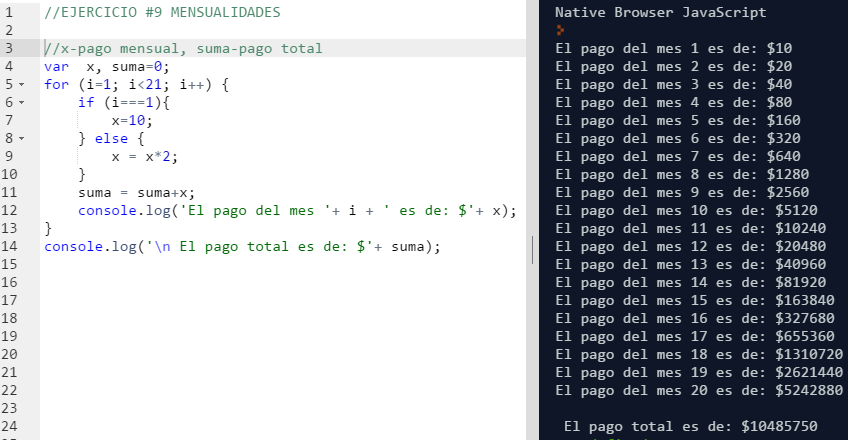 1 //EJERCICIO #9 MENSUALIDADES
2
3 //x-pago mensual, suma-pago total
4 var  x, suma=0;
5 for (i=1; i<21; i++) {
6     if (i===1){
7         x=10;
8     } else {
9         x = x*2;
10     }
11     suma = suma+x;
12     console.log('El pago del mes '+ i + ' es de: $'+ x);
13 }
14 console.log('\n El pago total es de: $'+ suma);
15
16
17
18
19
20
21
22
23
24
Native Browser JavaScript
El pago del mes 1 es de: $10
El pago del mes 2 es de: $20
El pago del mes 3 es de: $40
El pago del mes 4 es de: $80
El pago del mes 5 es de: $160
El pago del mes 6 es de: $320
El pago del mes 7 es de: $640
El pago del mes 8 es de: $1280
El pago del mes 9 es de: $2560
El pago del mes 10 es de: $5120
El pago del mes 11 es de: $10240
El pago del mes 12 es de: $20480
El pago del mes 13 es de: $40960
El pago del mes 14 es de: $81920
El pago del mes 15 es de: $163840
El pago del mes 16 es de: $327680
El pago del mes 17 es de: $655360
El pago del mes 18 es de: $1310720
El pago del mes 19 es de: $2621440
El pago del mes 20 es de: $5242880
El pago total es de: $10485750